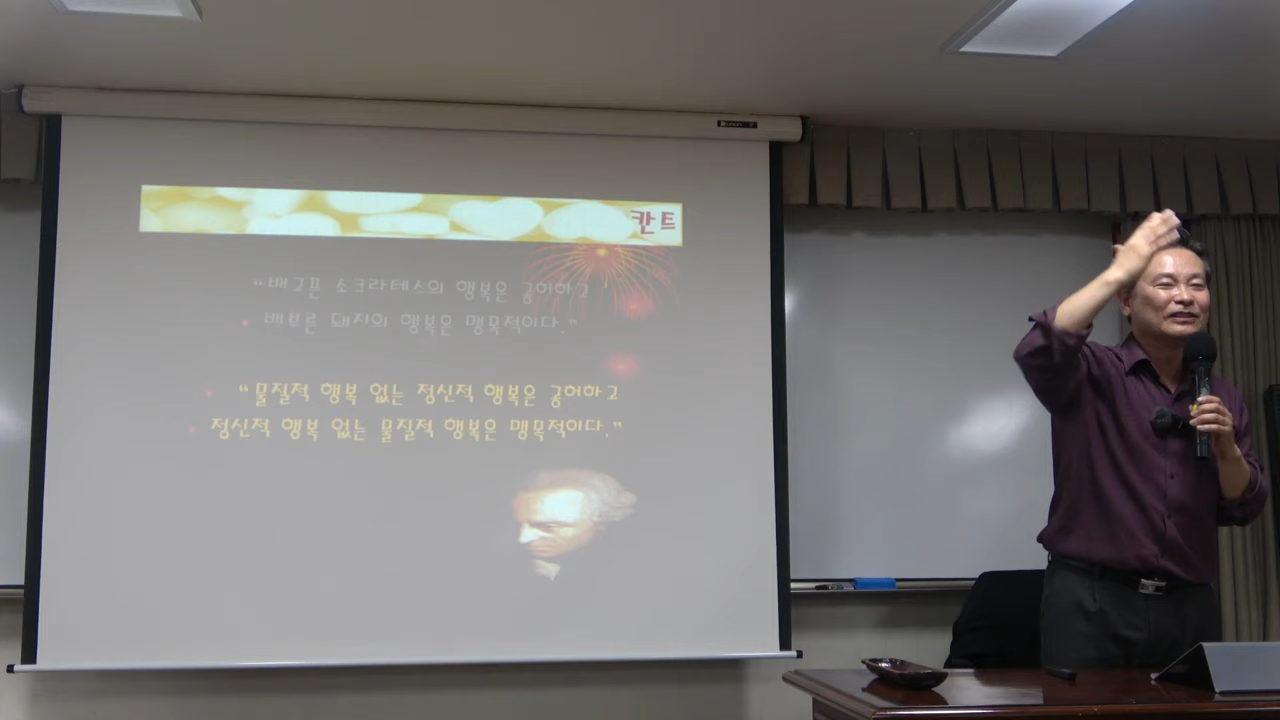 칸트
“배고픈 소크라테스의 행복은 공허하고
배부른 돼지의 행복은 맹목적이다.”
“물질적 행복 없는 정신적 행복은 공허하고
정신적 행복 없는 물질적 행복은 맹목적이다.”